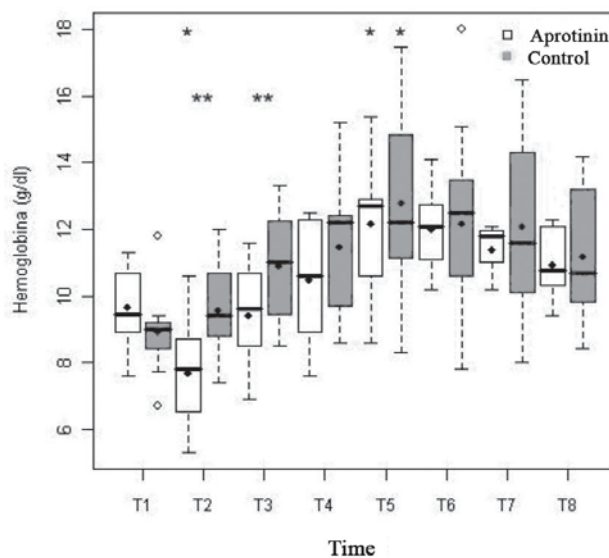 18
16
14
12
10
8
6
Hemoglobina (g/dl)
Aprotinin
Control
* * *
** **
T1 T2 T3 T4 T5 T6 T7 T8
Time